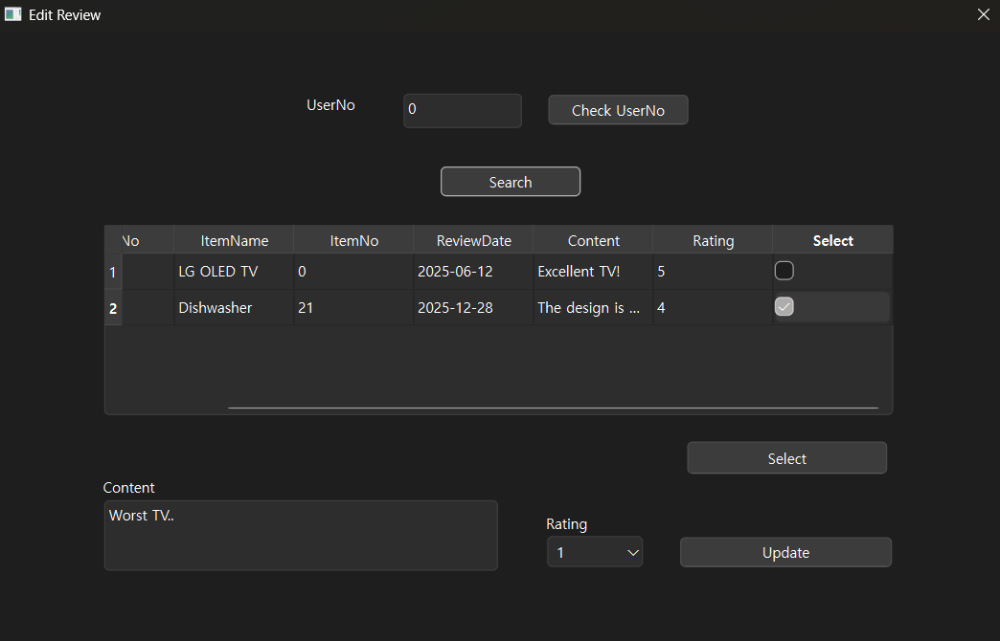 Edit Review
UserNo 0 Check UserNo
Search
No ItemName ItemNo ReviewDate Content Rating Select
1 LG OLED TV 0 2025-06-12 Excellent TV! 5
2 Dishwasher 21 2025-12-28 The design is ... 4
Select
Content
Worst TV..
Rating
1 Update